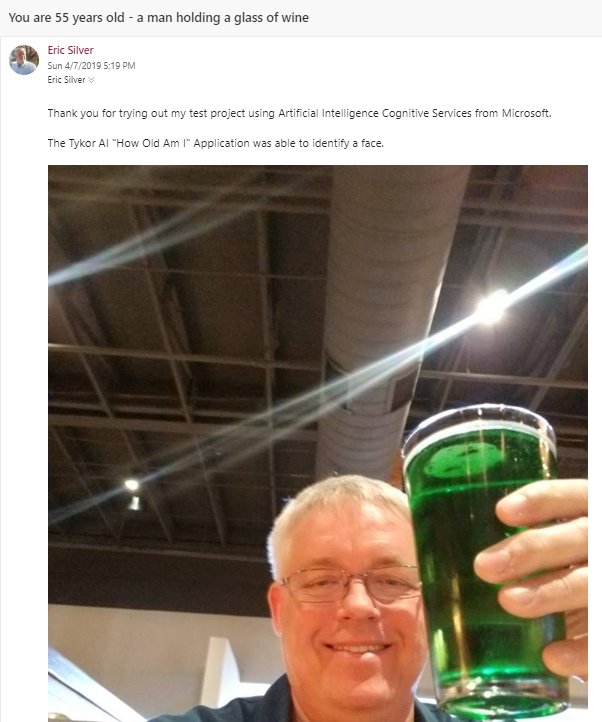 You are 55 years old - a man holding a glass of wine
Eric Silver
Sun 4/7/2019 5:19 PM
Eric Silver
Thank you for trying out my test project using Artificial Intelligence Cognitive Services from Microsoft.
The Tykor AI "How Old Am I" Application was able to identify a face.